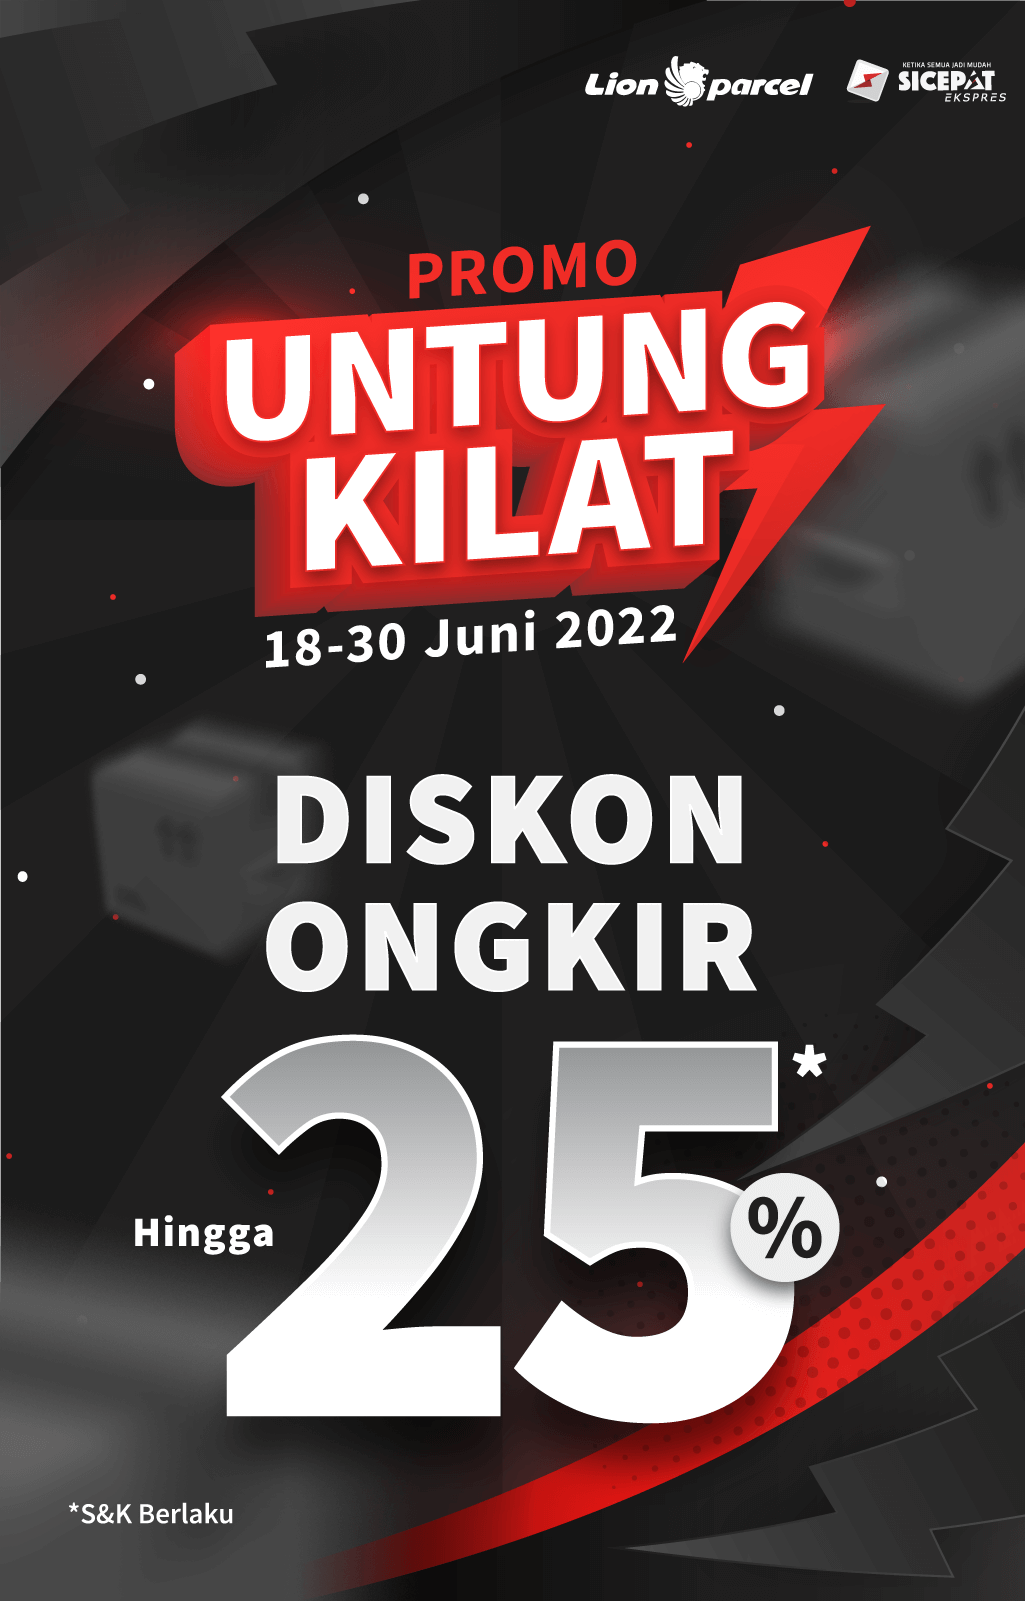 Lion parcel
KETIKA SEMUA JADI MUDAH
SICEPAT
EKSPRES
PROMO
UNTUNG
KILAT
18-30 Juni 2022
DISKON
ONGKIR
Hingga
25%*
*S&K Berlaku